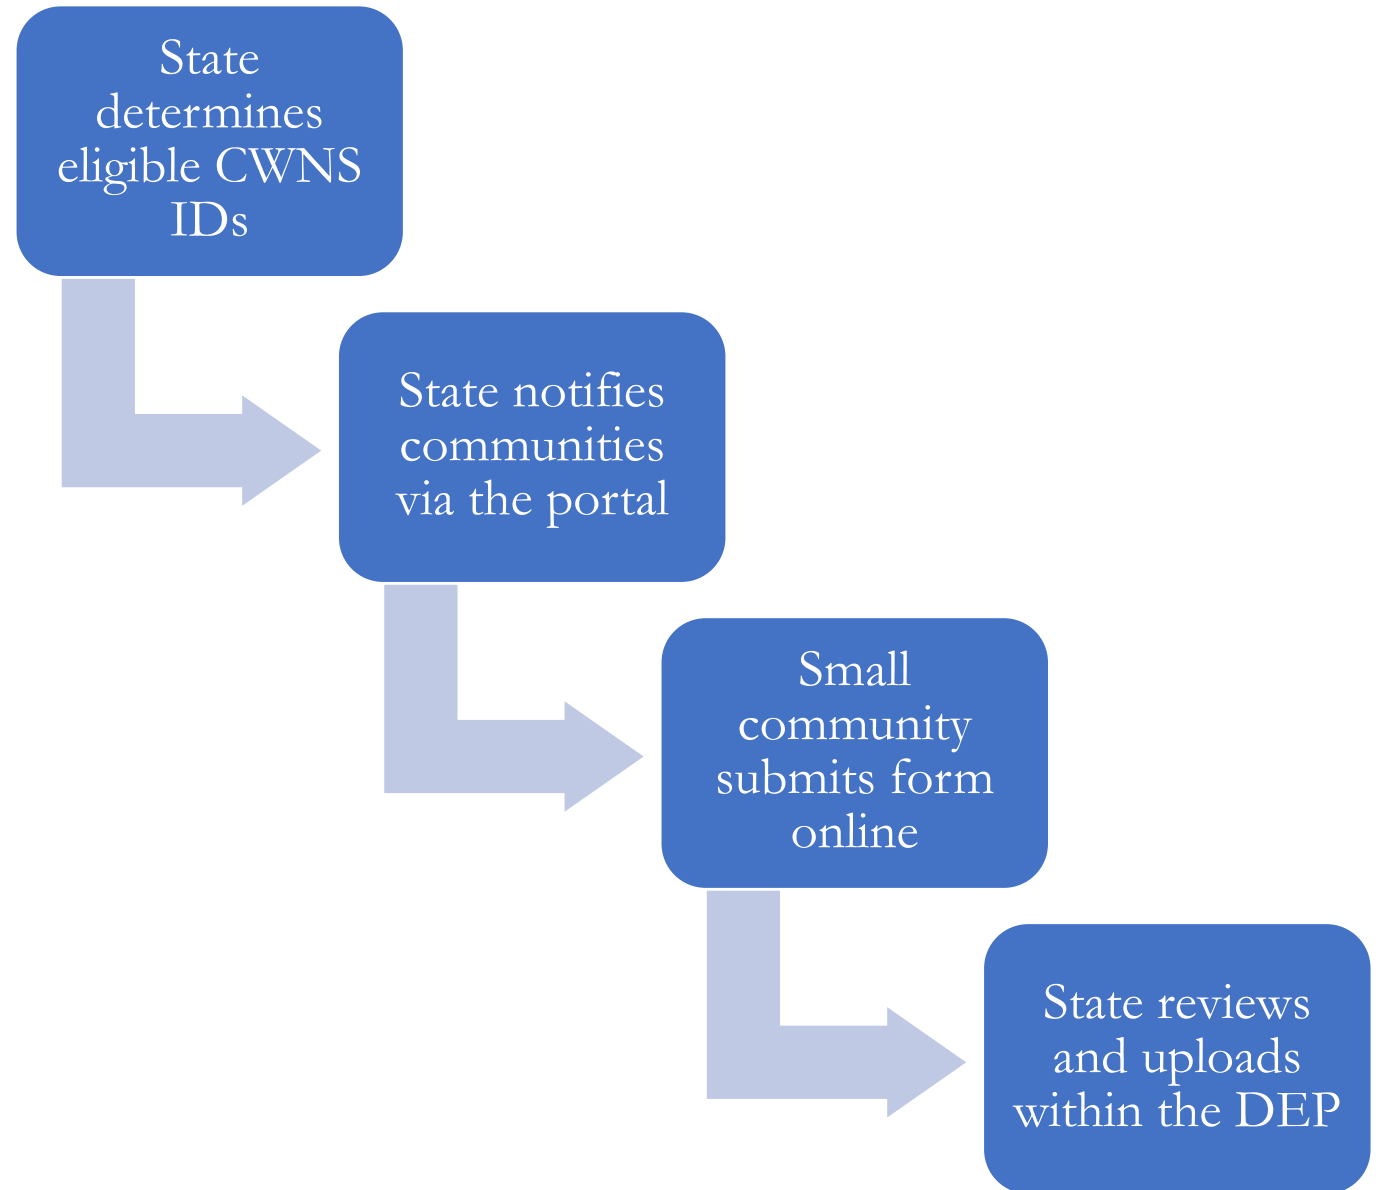 State
determines
eligible CWNS
IDs
State notifies
communities
via the portal
Small
community
submits form
online
State reviews
and uploads
within the DEP